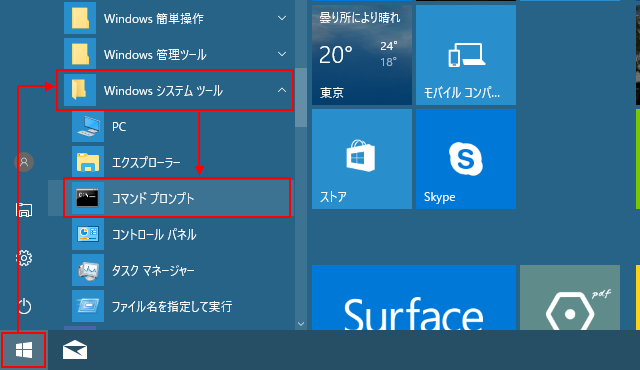 Windows 簡単操作
Windows 管理ツール
Windows システム ツール
PC
エクスプローラー
コマンド プロンプト
コントロール パネル
タスク マネージャー
ファイル名を指定して実行
曇り所により晴れ
20°
24°
18°
東京
モバイル コンパ...
ストア
Skype
Surface
pdf